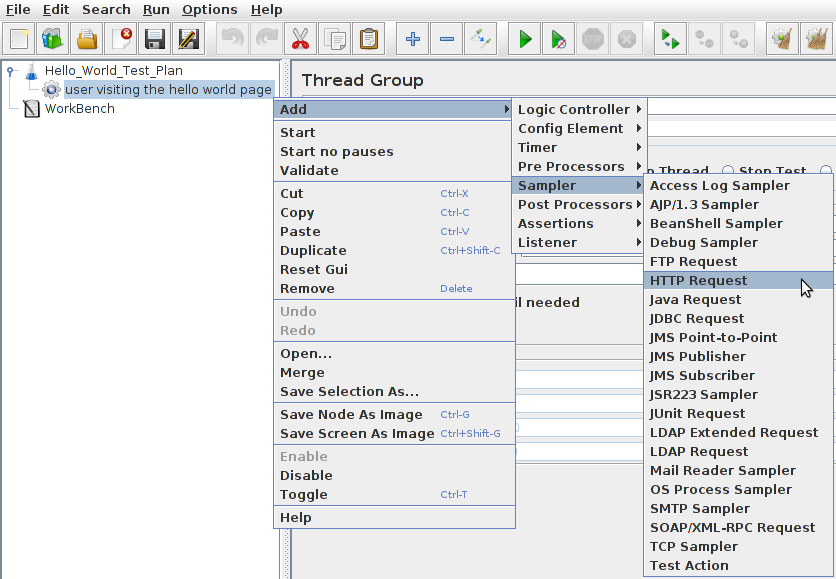 File Edit Search Run Options Help
Hello_World_Test_Plan
user visiting the hello world page
WorkBench
Thread Group
Add
Start
Start no pauses
Validate
Cut Ctrl-X
Copy Ctrl-C
Paste Ctrl-V
Duplicate Ctrl+Shift-C
Reset Gui
Remove Delete
Undo
Redo
Open...
Merge
Save Selection As...
Save Node As Image Ctrl-G
Save Screen As Image Ctrl+Shift-G
Enable
Disable
Toggle Ctrl-T
Help
Logic Controller
Config Element
Timer
Pre Processors
Sampler
Post Processors
Assertions
Listener
Thread Stop Test
needed
Access Log Sampler
AJP/1.3 Sampler
BeanShell Sampler
Debug Sampler
FTP Request
HTTP Request
Java Request
JDBC Request
JMS Point-to-Point
JMS Publisher
JMS Subscriber
JSR223 Sampler
JUnit Request
LDAP Extended Request
LDAP Request
Mail Reader Sampler
OS Process Sampler
SMTP Sampler
SOAP/XML-RPC Request
TCP Sampler
Test Action